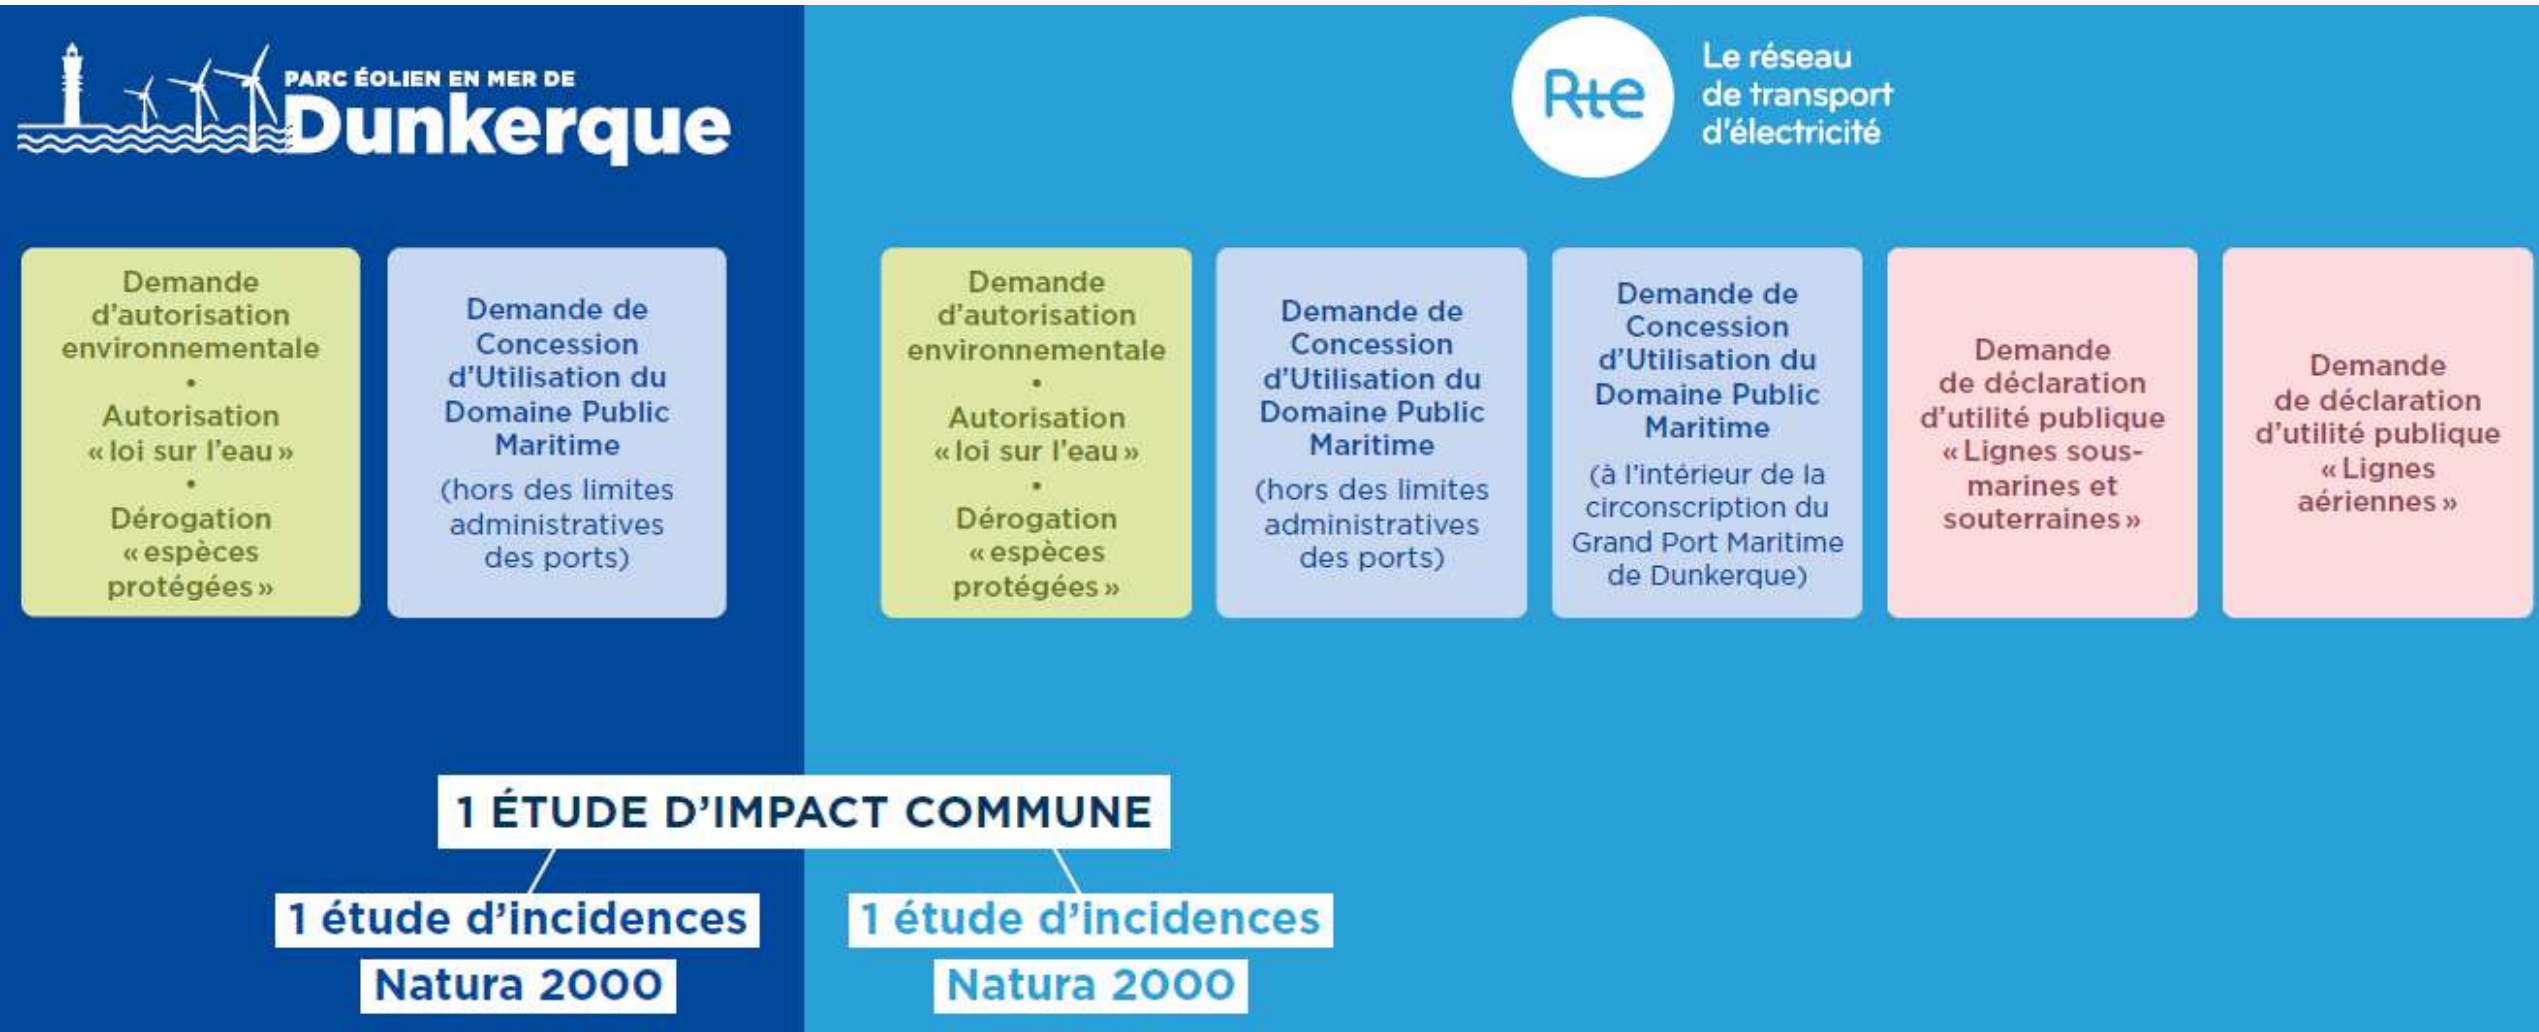 PARC ÉOLIEN EN MER DE
Dunkerque
Rte
Le réseau
de transport
d'électricité
Demande
d'autorisation
environnementale
•
Autorisation
« loi sur l'eau »
•
Dérogation
« espèces
protégées »
Demande de
Concession
d'Utilisation du
Domaine Public
Maritime
(hors des limites
administratives
des ports)
Demande
d'autorisation
environnementale
•
Autorisation
« loi sur l'eau »
•
Dérogation
« espèces
protégées »
Demande de
Concession
d'Utilisation du
Domaine Public
Maritime
(hors des limites
administratives
des ports)
Demande de
Concession
d'Utilisation du
Domaine Public
Maritime
(à l'intérieur de la
circonscription du
Grand Port Maritime
de Dunkerque)
Demande
de déclaration
d'utilité publique
« Lignes sous-
marines et
souterraines »
Demande
de déclaration
d'utilité publique
« Lignes
aériennes »
1 ÉTUDE D'IMPACT COMMUNE
1 étude d'incidences
Natura 2000
1 étude d'incidences
Natura 2000